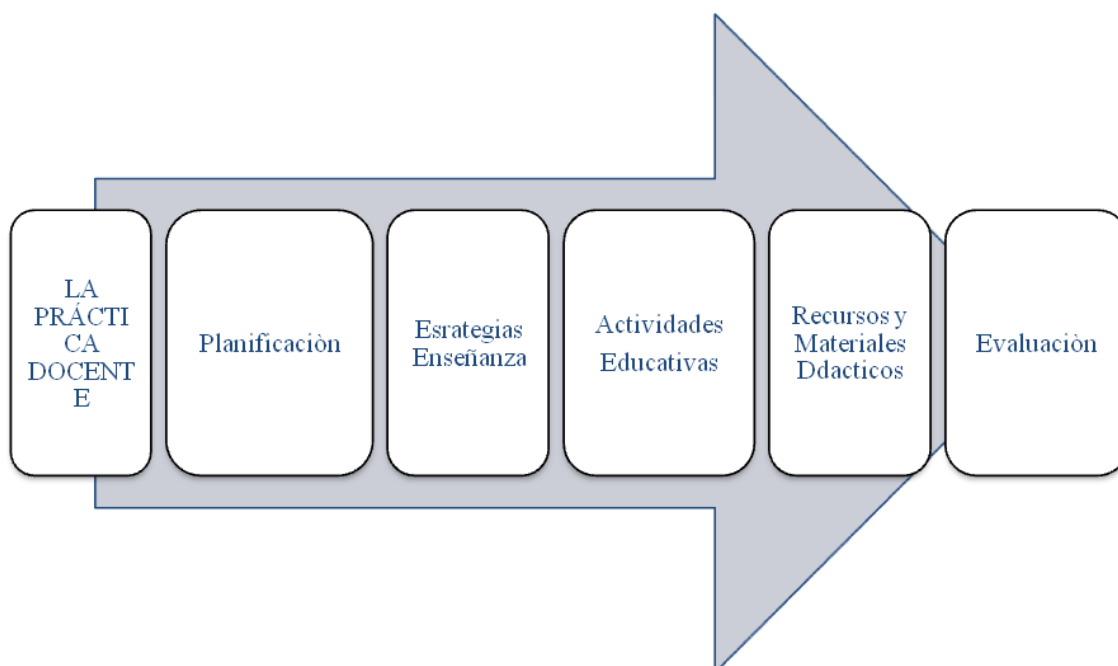 LA
PRÁCTI
CA
DOCENT
E
Planificaciòn
Esrategias
Enseñanza
Actividades
Educativas
Recursos y
Materiales
Ddacticos
Evaluaciòn